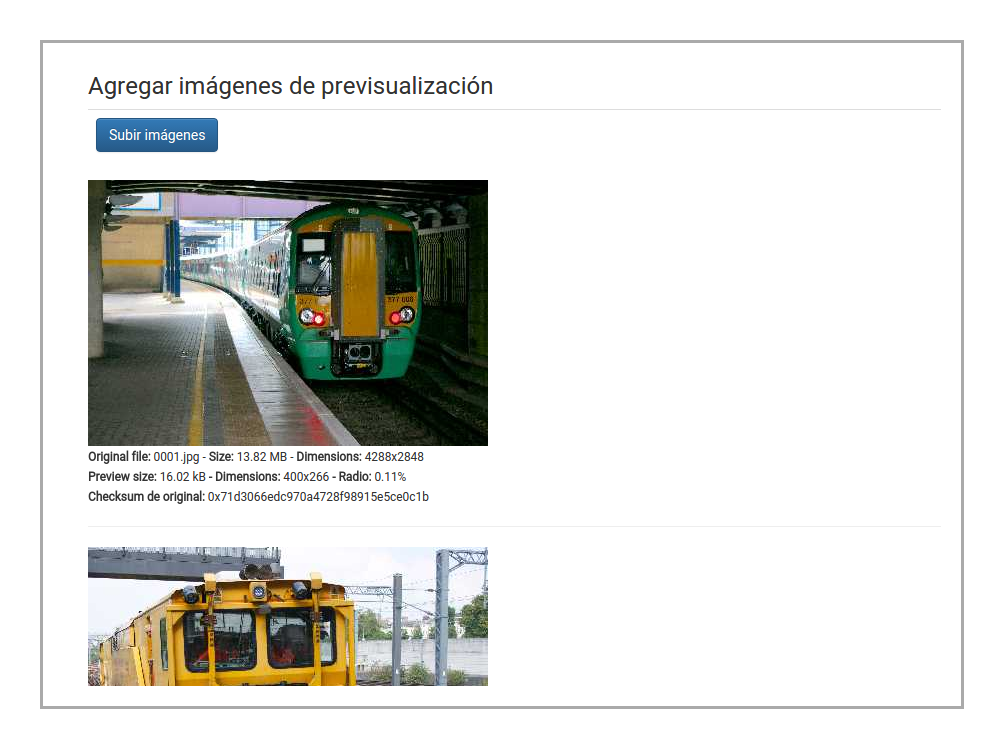 Agregar imágenes de previsualización
Subir imágenes
377 008
Original file: 0001.jpg - Size: 13.82 MB - Dimensions: 4288x2848
Preview size: 16.02 kB - Dimensions: 400x266 - Radio: 0.11%
Checksum de original: 0x71d3066edc970a4728f98915e5ce0c1b